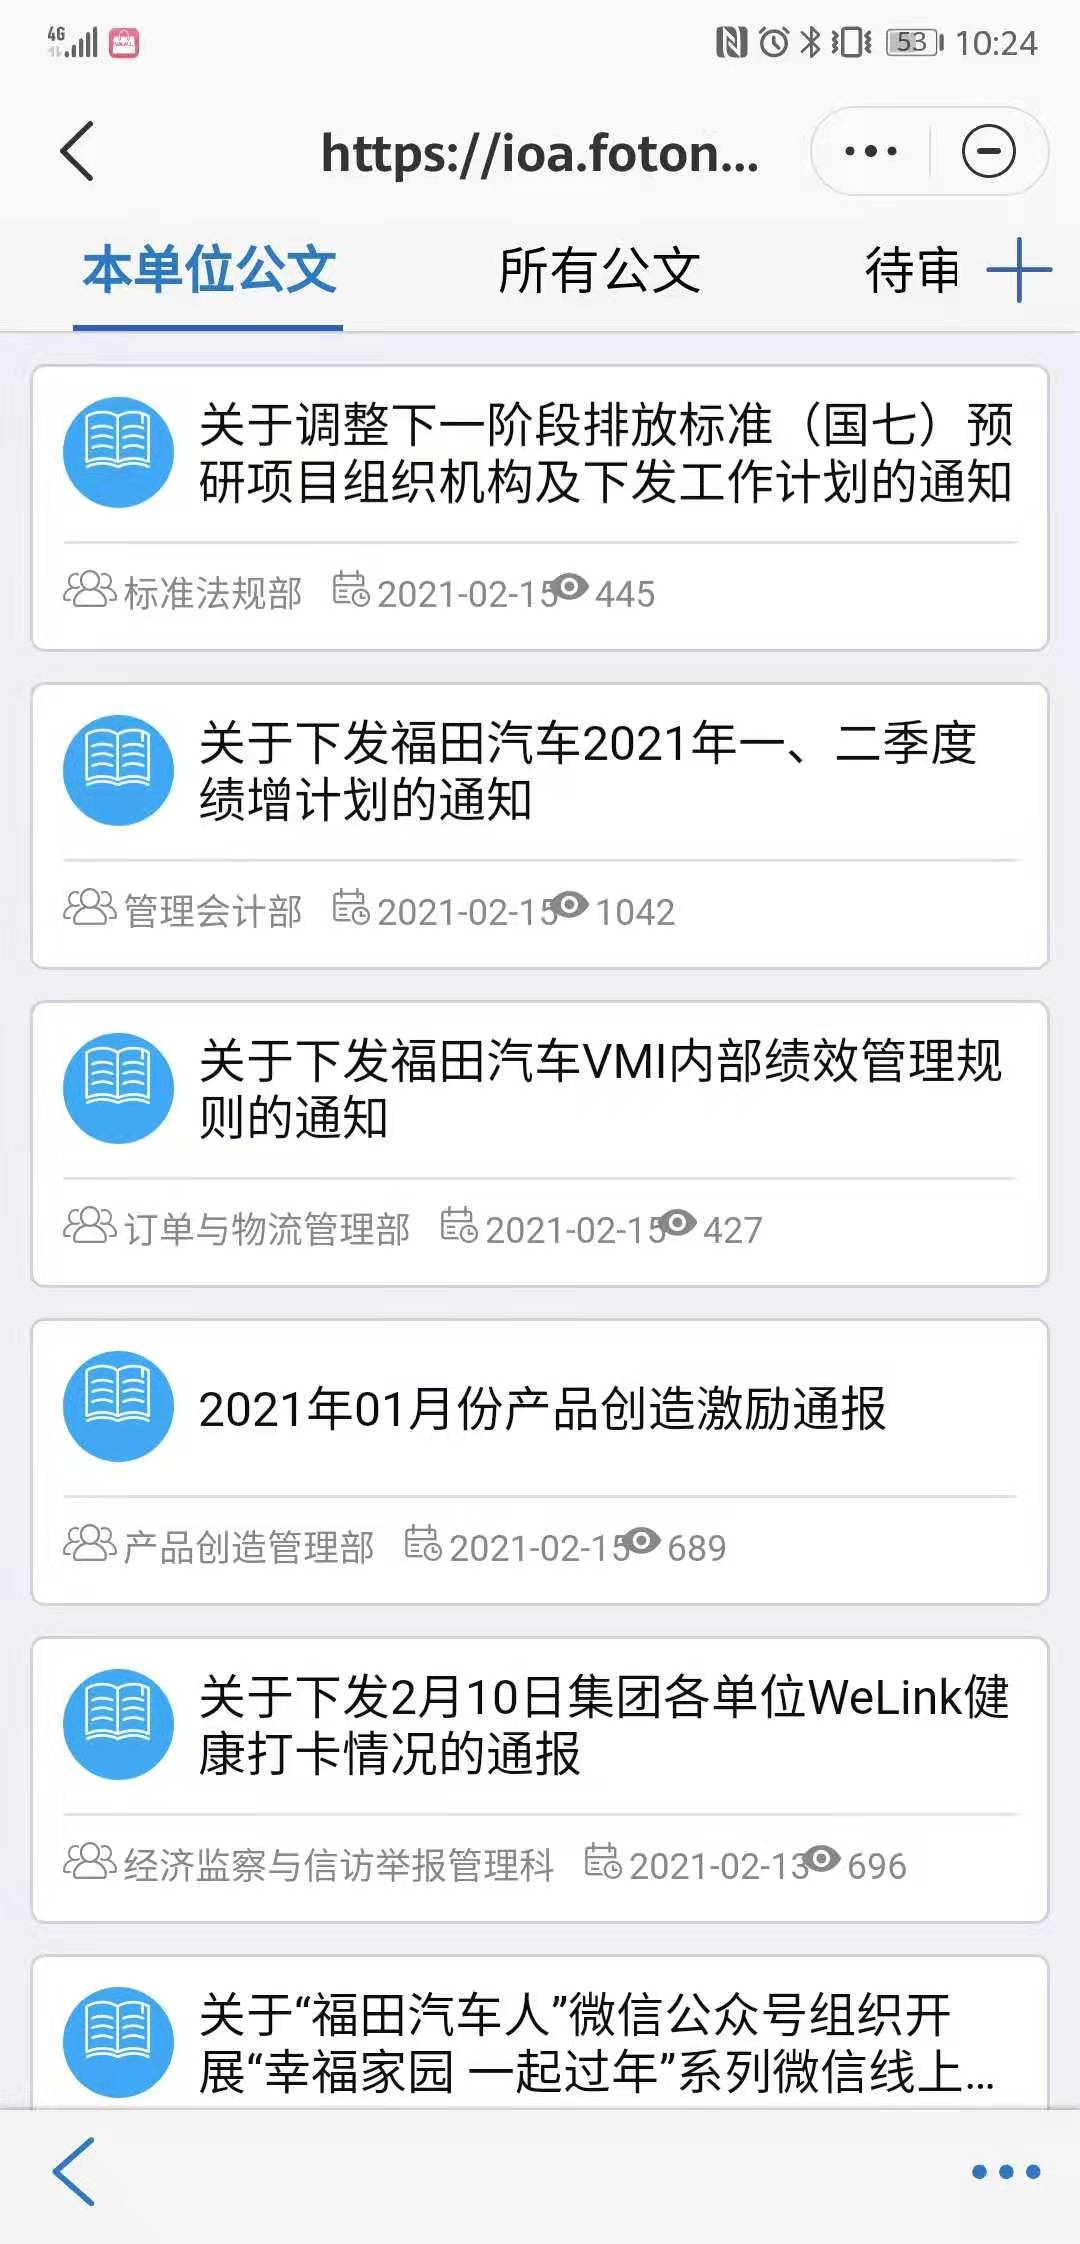 4G
53
10:24
https://ioa.foton...
本单位公文
所有公文
待审
关于调整下一阶段排放标准（国七）预
研项目组织机构及下发工作计划的通知
标准法规部 2021-02-15 445
关于下发福田汽车2021年一、二季度
绩增计划的通知
管理会计部 2021-02-15 1042
关于下发福田汽车VMI内部绩效管理规
则的通知
订单与物流管理部 2021-02-15 427
2021年01月份产品创造激励通报
产品创造管理部 2021-02-15 689
关于下发2月10日集团各单位WeLink健
康打卡情况的通报
经济监察与信访举报管理科 2021-02-13 696
关于“福田汽车人”微信公众号组织开
展“幸福家园 一起过年”系列微信线上...